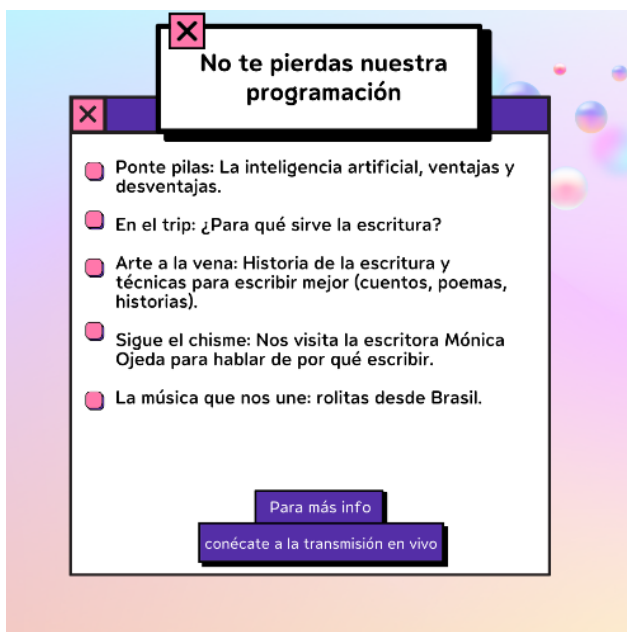 No te pierdas nuestra
programación
Ponte pilas: La inteligencia artificial, ventajas y
desventajas.
En el trip: ¿Para qué sirve la escritura?
Arte a la vena: Historia de la escritura y
técnicas para escribir mejor (cuentos, poemas,
historias).
Sigue el chisme: Nos visita la escritora Mónica
Ojeda para hablar de por qué escribir.
La música que nos une: rolitas desde Brasil.
Para más info
conécate a la transmisión en vivo